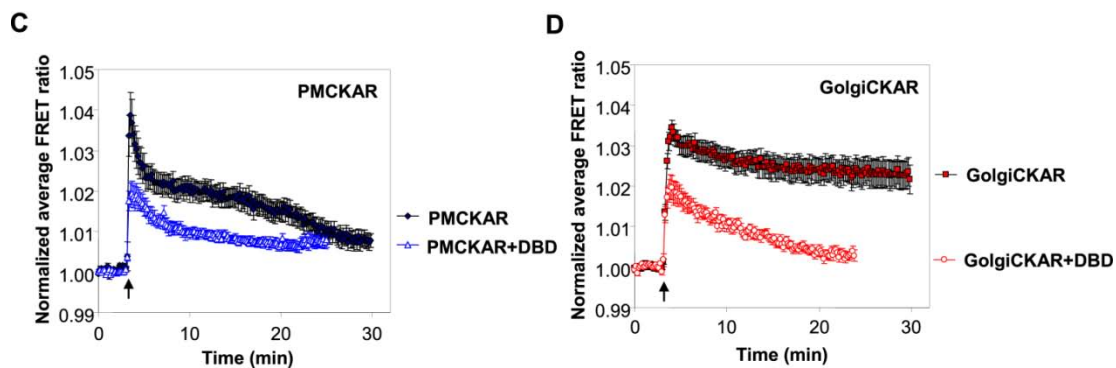 C
Normalized average FRET ratio
1.05
1.04
1.03
1.02
1.01
1.00
0.99
PMCKAR
0
10
20
30
Time (min)
PMCKAR
PMCKAR+DBD
D
Normalized average FRET ratio
1.05
1.04
1.03
1.02
1.01
1.00
0.99
GolgiCKAR
0
10
20
30
Time (min)
GolgiCKAR
GolgiCKAR+DBD